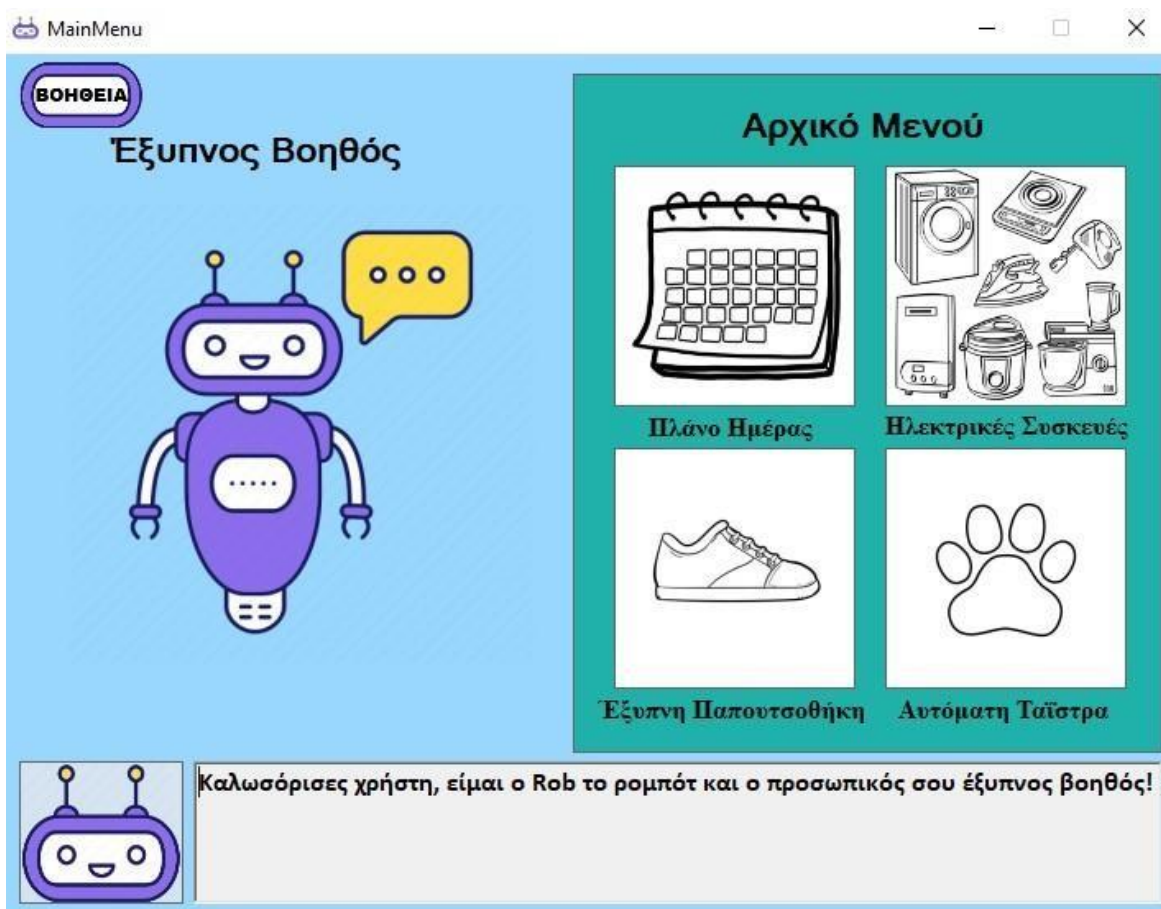 MainMenu
ΒΟΗΘΕΙΑ
Έξυπνος Βοηθός
Αρχικό Μενού
Πλάνο Ημέρας
Ηλεκτρικές Συσκευές
Έξυπνη Παπουτσοθήκη
Αυτόματη Ταΐστρα
Καλωσόρισες χρήστη, είμαι ο Rob το ρομπότ και ο προσωπικός σου έξυπνος βοηθός!